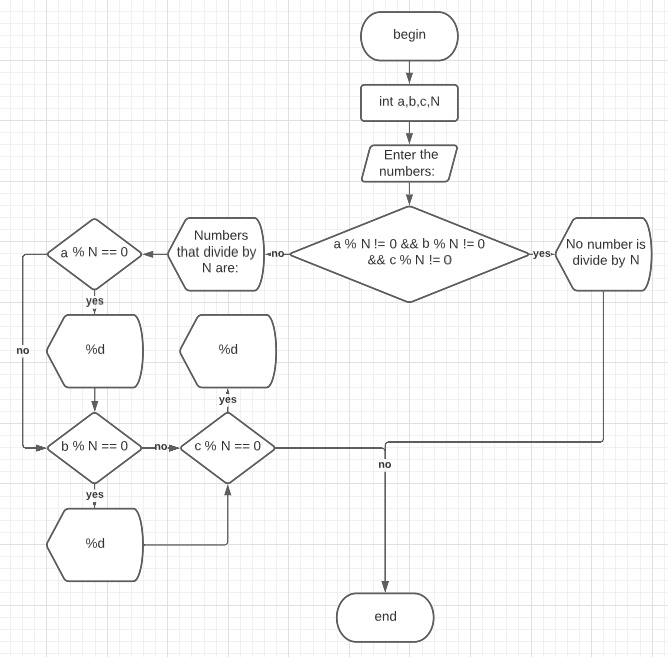 begin
int a,b,c,N
Enter the
numbers:
a % N != 0 && b % N != 0
&& c % N != 0
yes
No number is
divide by N
no
Numbers
that divide by
N are:
a % N == 0
yes
no
%d
%d
yes
b % N == 0
no
c % N == 0
no
yes
%d
end